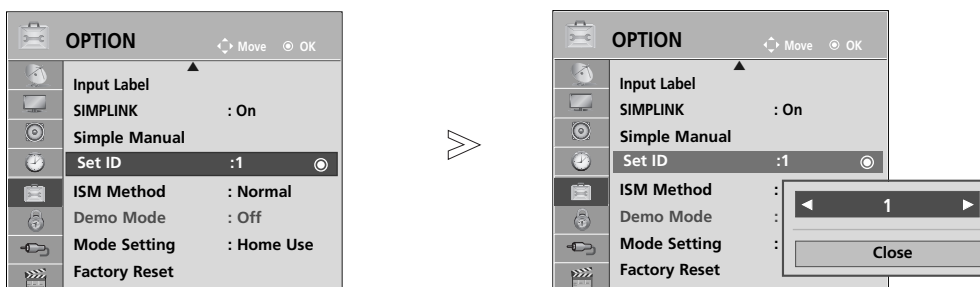 OPTION Move OK
Input Label
SIMPLINK : On
Simple Manual
Set ID :1
ISM Method : Normal
Demo Mode : Off
Mode Setting : Home Use
Factory Reset
OPTION Move OK
Input Label
SIMPLINK : On
Simple Manual
Set ID :1
ISM Method :
Demo Mode :
Mode Setting :
Factory Reset
1
Close